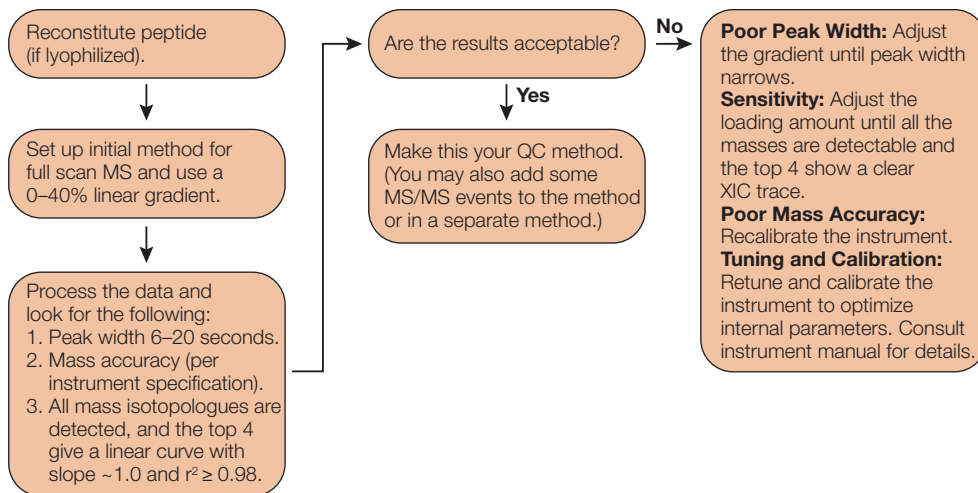 Reconstitute peptide
(if lyophilized).
Set up initial method for
full scan MS and use a
0–40% linear gradient.
Process the data and
look for the following:
1. Peak width 6–20 seconds.
2. Mass accuracy (per
instrument specification).
3. All mass isotopologues are
detected, and the top 4
give a linear curve with
slope ~1.0 and r² ≥ 0.98.
Are the results acceptable?
Yes
Make this your QC method.
(You may also add some
MS/MS events to the method
or in a separate method.)
No
Poor Peak Width: Adjust
the gradient until peak width
narrows.
Sensitivity: Adjust the
loading amount until all the
masses are detectable and
the top 4 show a clear
XIC trace.
Poor Mass Accuracy:
Recalibrate the instrument.
Tuning and Calibration:
Retune and calibrate the
instrument to optimize
internal parameters. Consult
instrument manual for details.